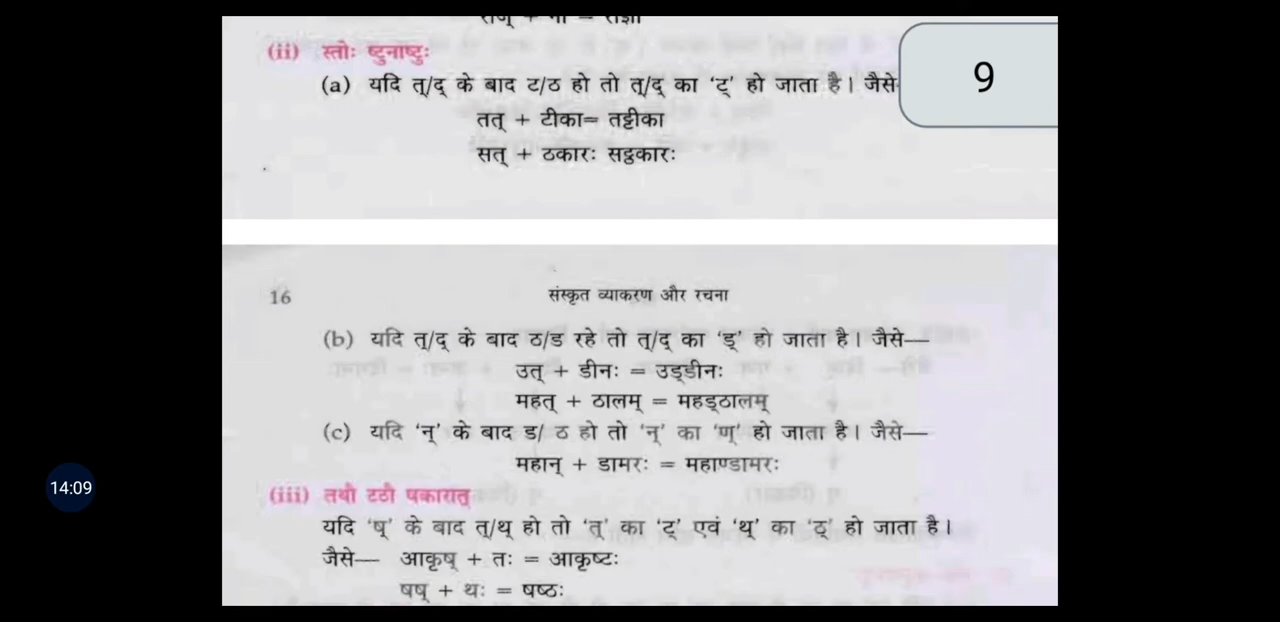 (ii) स्तोः ष्टुनाष्टुः
9
(a) यदि त्/द् के बाद ट/ठ हो तो त्/द् का ‘ट्’ हो जाता है। जैसे-
तत् + टीका= तट्टीका
सत् + ठकारः सट्ठकारः
16 संस्कृत व्याकरण और रचना
(b) यदि त्/द् के बाद ठ/ड रहे तो त्/द् का ‘ड्’ हो जाता है। जैसे—
उत् + डीनः = उड्डीनः
महत् + ठालम् = महड्ठालम्
(c) यदि ‘न्’ के बाद ड/ ठ हो तो ‘न्’ का ‘ण्’ हो जाता है। जैसे—
महान् + डामरः = महाण्डामरः
14:09
(iii) तयौ टठौ षकारात्
यदि ‘ष्’ के बाद त्/थ् हो तो ‘त्’ का ‘ट्’ एवं ‘थ्’ का ‘ठ्’ हो जाता है।
जैसे— आकृष् + तः = आकृष्टः
षष् + थः = षष्ठः